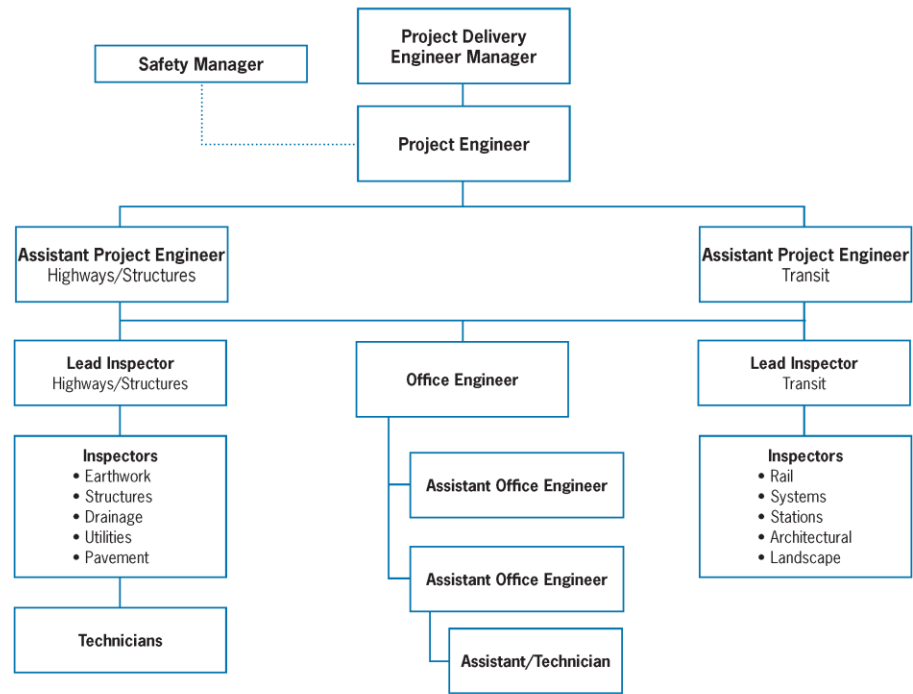 Project Delivery
Engineer Manager
Safety Manager
Project Engineer
Assistant Project Engineer
Highways/Structures
Assistant Project Engineer
Transit
Lead Inspector
Highways/Structures
Office Engineer
Lead Inspector
Transit
Inspectors
• Earthwork
• Structures
• Drainage
• Utilities
• Pavement
Assistant Office Engineer
Assistant Office Engineer
Inspectors
• Rail
• Systems
• Stations
• Architectural
• Landscape
Technicians
Assistant/Technician